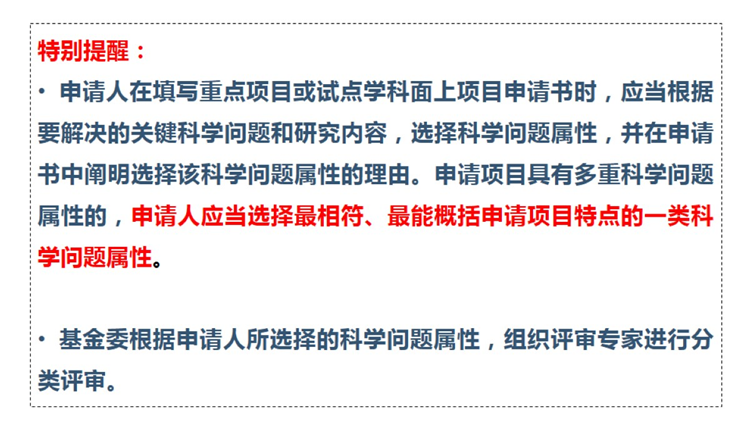 特别提醒：
• 申请人在填写重点项目或试点学科面上项目申请书时，应当根据
要解决的关键科学问题和研究内容，选择科学问题属性，并在申请
书中阐明选择该科学问题属性的理由。申请项目具有多重科学问题
属性的，申请人应当选择最相符、最能概括申请项目特点的一类科
学问题属性。
• 基金委根据申请人所选择的科学问题属性，组织评审专家进行分
类评审。